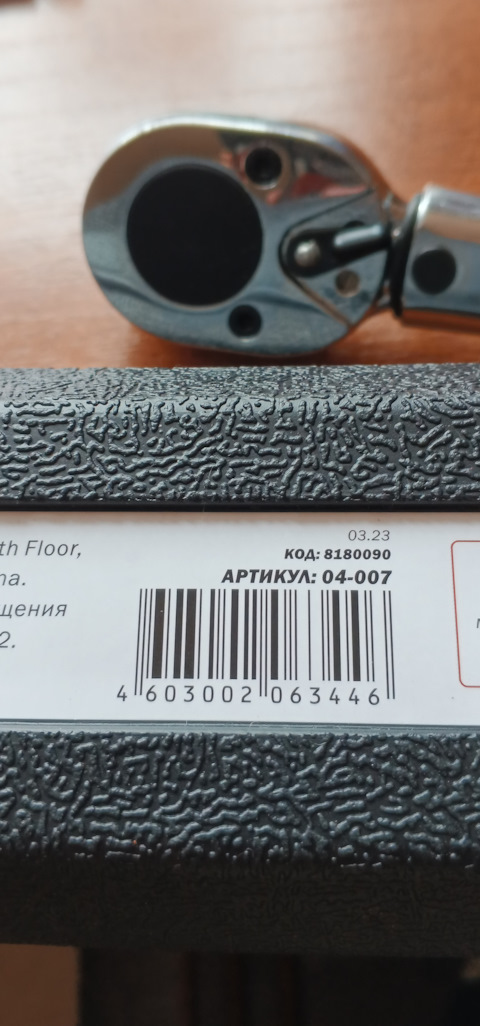 th Floor,
na.
щения
2.
03.23
КОД: 8180090
АРТИКУЛ: 04-007
4 603002 063446